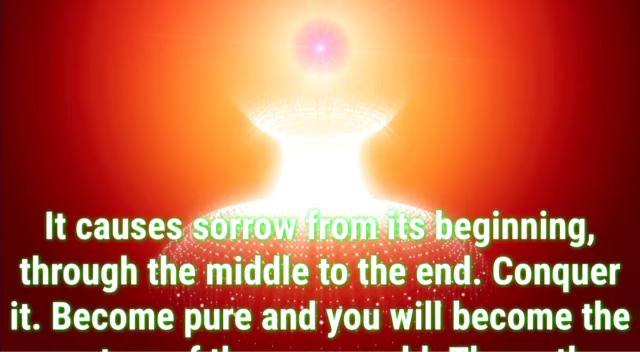 It causes sorrow from its beginning,
through the middle to the end. Conquer
it. Become pure and you will become the